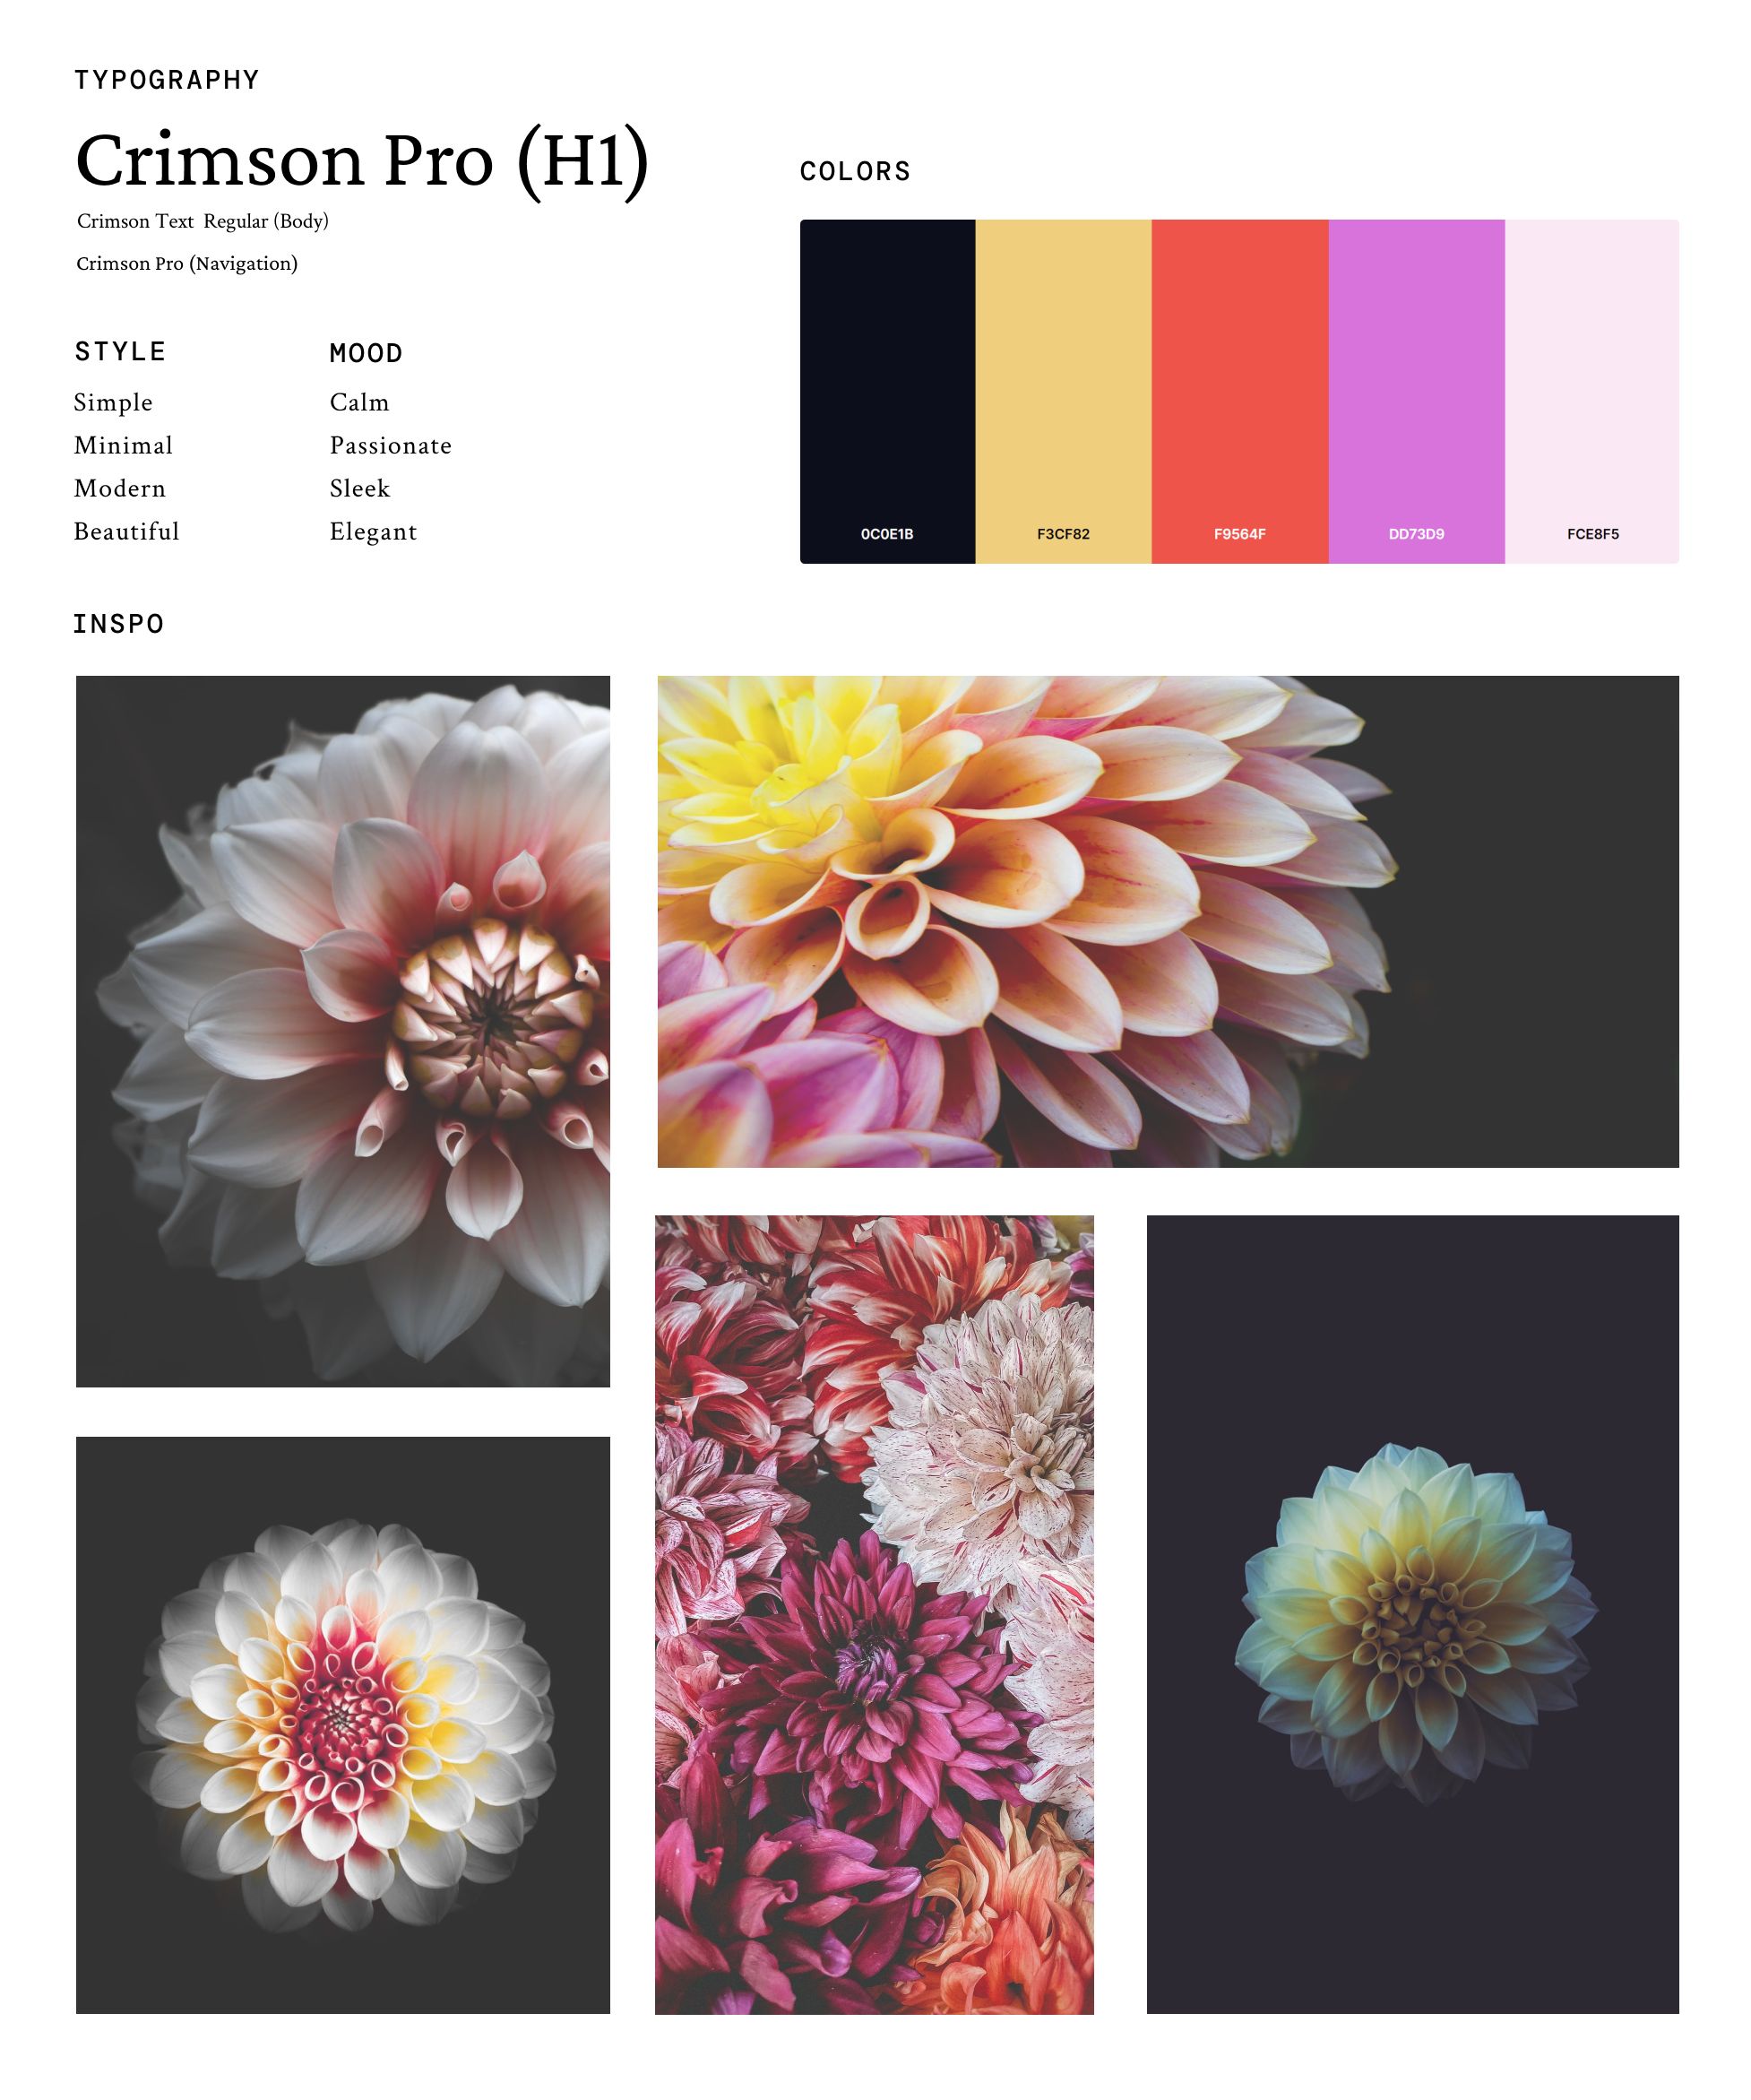 TYPOGRAPHY
Crimson Pro (H1)
Crimson Text Regular (Body)
Crimson Pro (Navigation)
STYLE
Simple
Minimal
Modern
Beautiful
MOOD
Calm
Passionate
Sleek
Elegant
COLORS
0C0E1B
F3CF82
F9564F
DD73D9
FCE8F5
INSPO